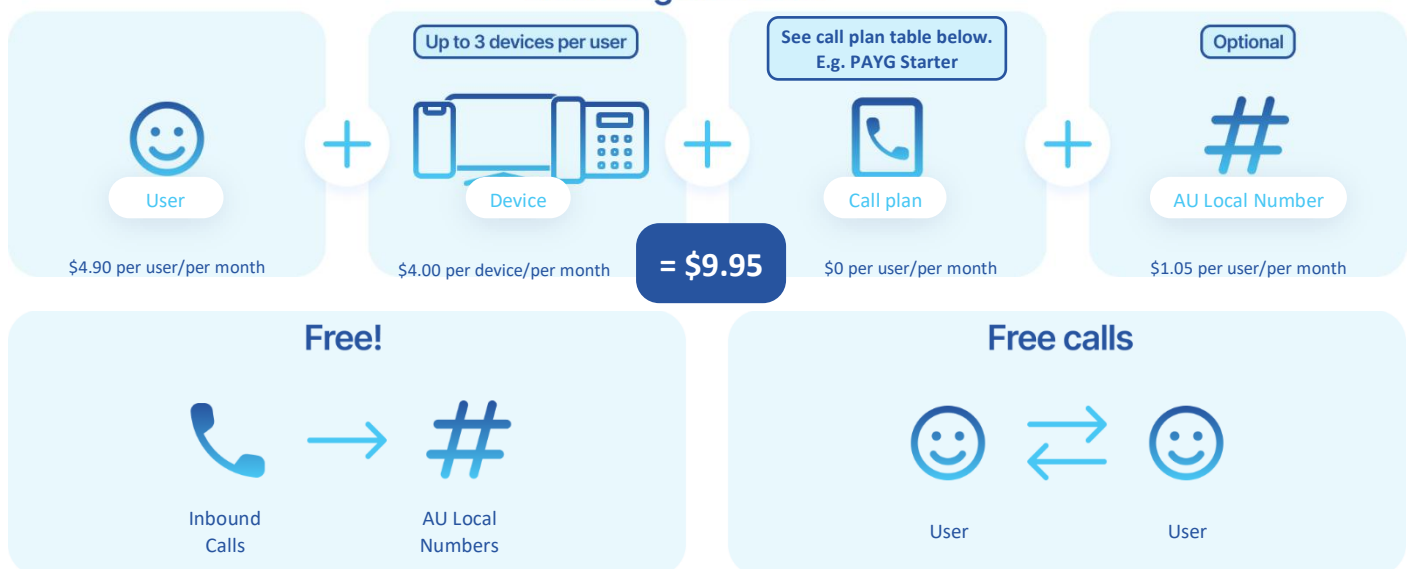 Up to 3 devices per user
See call plan table below.
E.g. PAYG Starter
Optional
User
Device
Call plan
AU Local Number
$4.90 per user/per month
$4.00 per device/per month
= $9.95
$0 per user/per month
$1.05 per user/per month
Free!
Inbound
Calls
AU Local
Numbers
Free calls
User
User